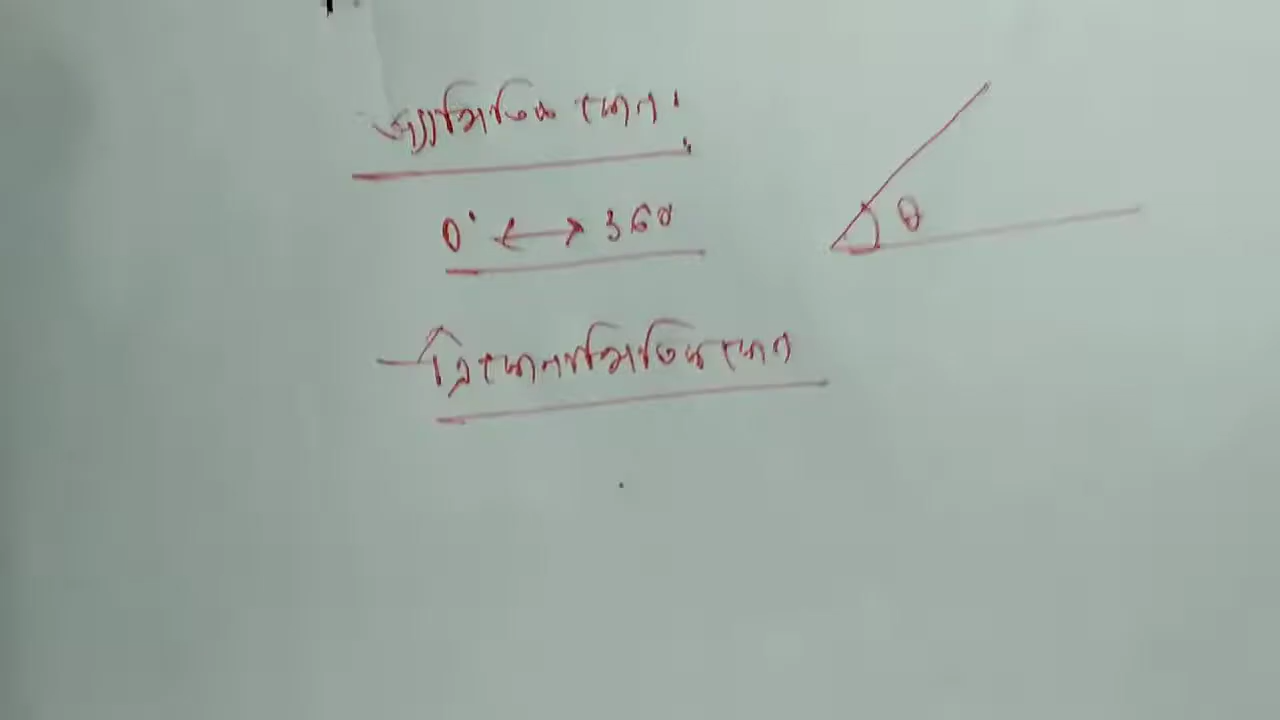 জ্যামিতিক কোণ :
0° ↔ 360
θ
ত্রিকোণমিতিক কোণ